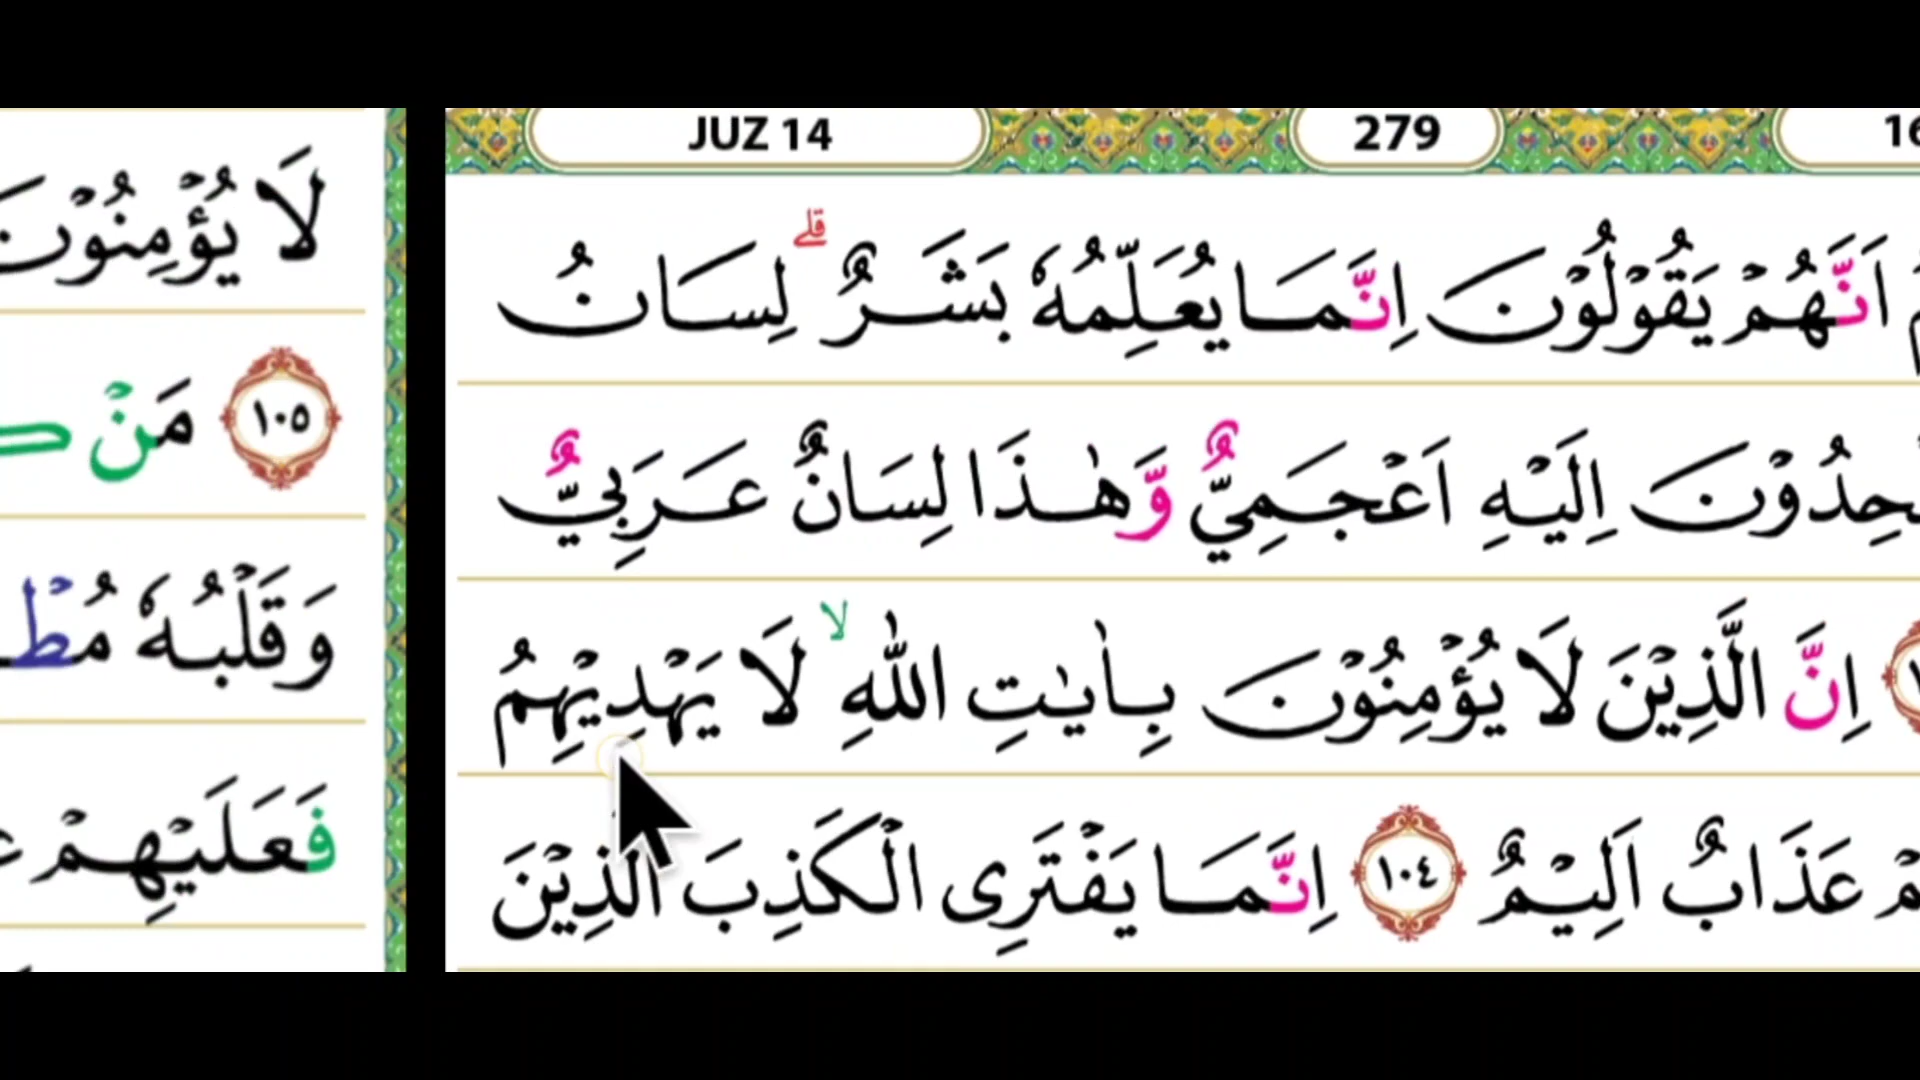 JUZ 14
279
اَنَّهُمْ يَقُوْلُوْنَ اِنَّمَا يُعَلِّمُهٗ بَشَرٌ ۗ لِسَانُ
اِلَيْهِ اَعْجَمِيٌّ وَّهٰذَا لِسَانٌ عَرَبِيٌّ
اِنَّ الَّذِيْنَ لَا يُؤْمِنُوْنَ بِاٰيٰتِ اللّٰهِ ۙ لَا يَهْدِيْهِمُ
عَذَابٌ اَلِيْمٌ ١٠٤ اِنَّمَا يَفْتَرِى الْكَذِبَ الَّذِيْنَ
لَا يُؤْمِنُوْنَ
١٠٥ مَنْ
وَقَلْبُهٗ
فَعَلَيْهِمْ